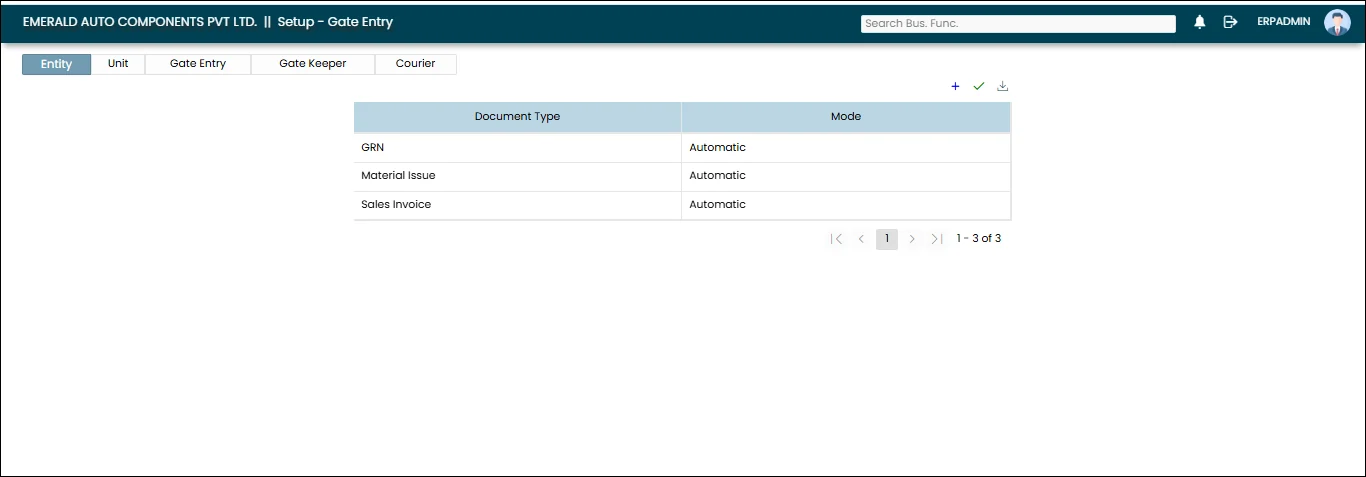 EMERALD AUTO COMPONENTS PVT LTD. || Setup - Gate Entry Search Bus. Func. ERPADMIN
Entity Unit Gate Entry Gate Keeper Courier
Document Type Mode
GRN Automatic
Material Issue Automatic
Sales Invoice Automatic
1 1 - 3 of 3